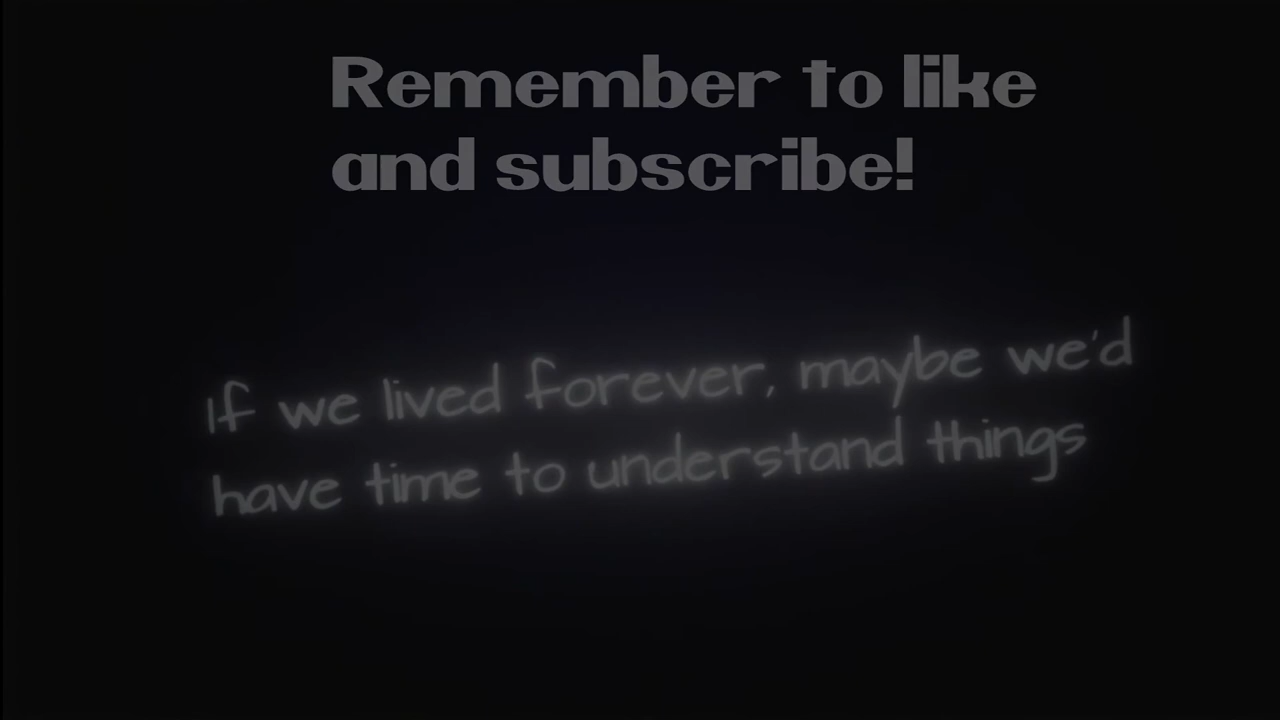 Remember to like
and subscribe!
If we lived forever, maybe we'd
have time to understand things